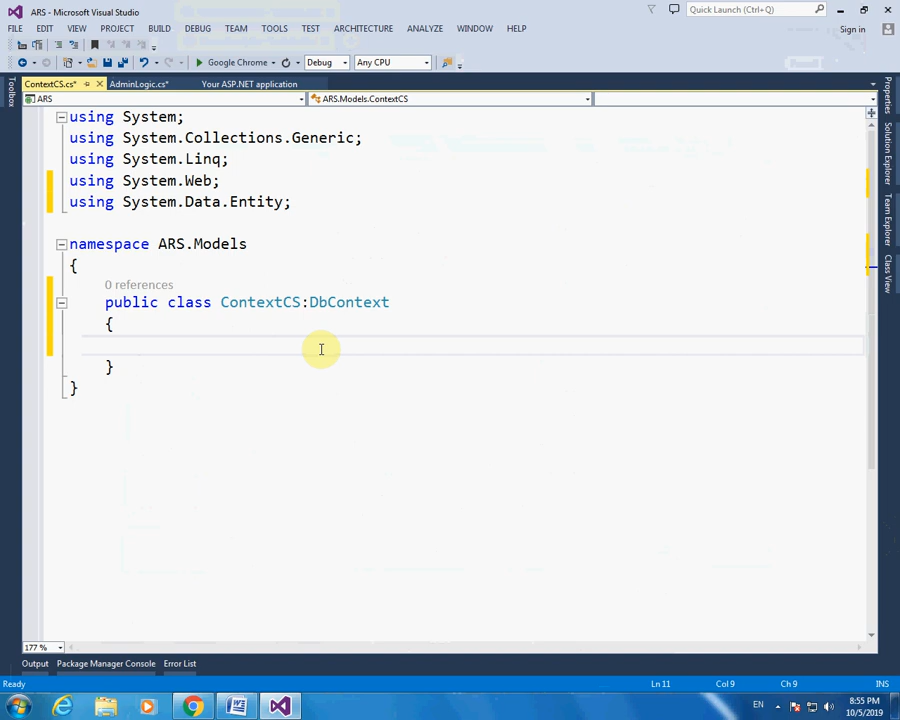 ARS - Microsoft Visual Studio
Quick Launch (Ctrl+Q)
FILE EDIT VIEW PROJECT BUILD DEBUG TEAM TOOLS TEST ARCHITECTURE ANALYZE WINDOW HELP
Sign in
Google Chrome Debug Any CPU
ContextCS.cs* AdminLogic.cs* Your ASP.NET application
ARS ARS.Models.ContextCS
Toolbox
Properties
Solution Explorer
Team Explorer
Class View
using System;
using System.Collections.Generic;
using System.Linq;
using System.Web;
using System.Data.Entity;
namespace ARS.Models
{
0 references
public class ContextCS:DbContext
{
}
}
177 %
Output Package Manager Console Error List
Ready Ln 11 Col 9 Ch 9 INS
EN 8:55 PM
10/5/2019